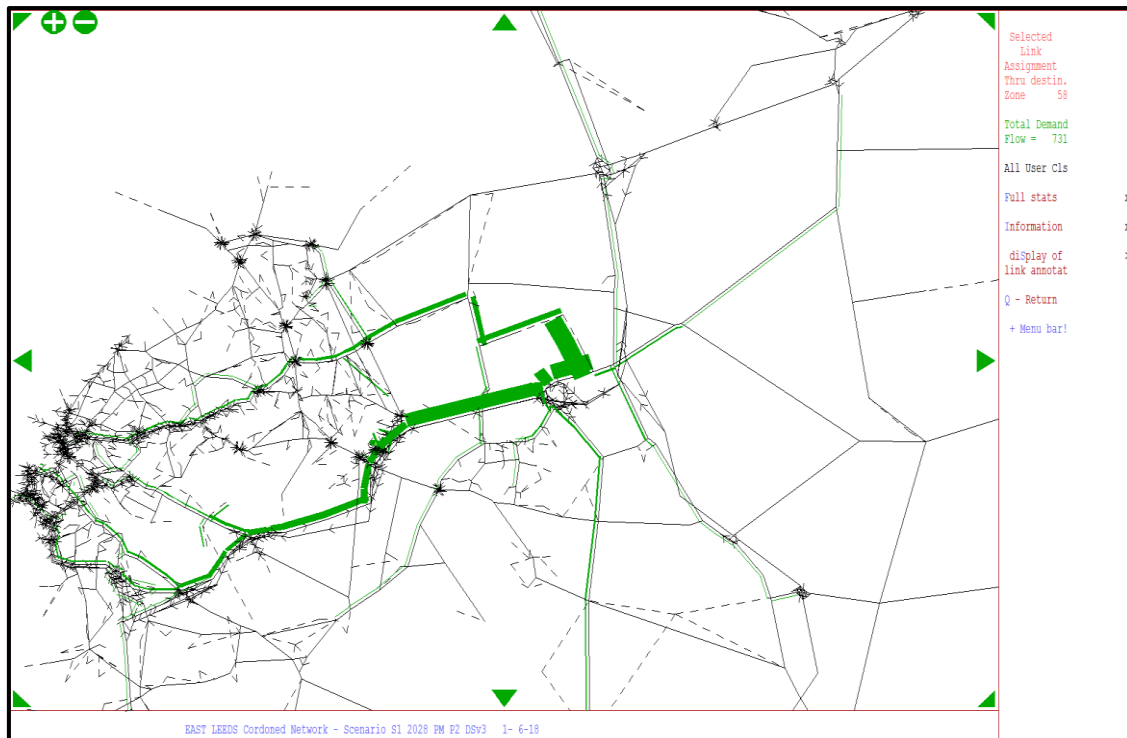 Selected
Link
Assignment
Thru destin.
Zone 58
Total Demand
Flow = 731
All User Cls
Full stats x
Information x
diSplay of x
link annotat
Q - Return
+ Menu bar!
EAST LEEDS Cordoned Network - Scenario S1 2028 PM P2 DSv3 1- 6-18